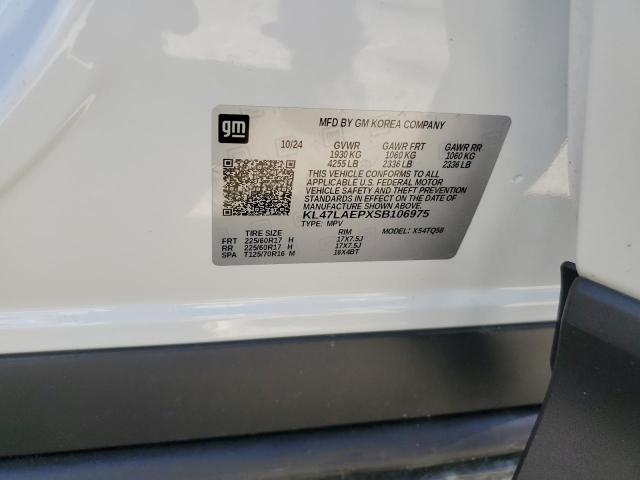 gm
MFD BY GM KOREA COMPANY
10/24 GVWR GAWR FRT GAWR RR
1930 KG 1060 KG 1060 KG
4255 LB 2336 LB 2336 LB
THIS VEHICLE CONFORMS TO ALL
APPLICABLE U.S. FEDERAL MOTOR
VEHICLE SAFETY AND THEFT PREVENTION
STANDARDS IN EFFECT ON THE DATE OF
MANUFACTURE SHOWN ABOVE.
KL47LAEPXSB106975
TYPE: MPV MODEL: XS4TQ58
TIRE SIZE RIM
FRT 225/60R17 H 17X7.5J
RR 225/60R17 H 17X7.5J
SPA T125/70R16 M 16X4BT